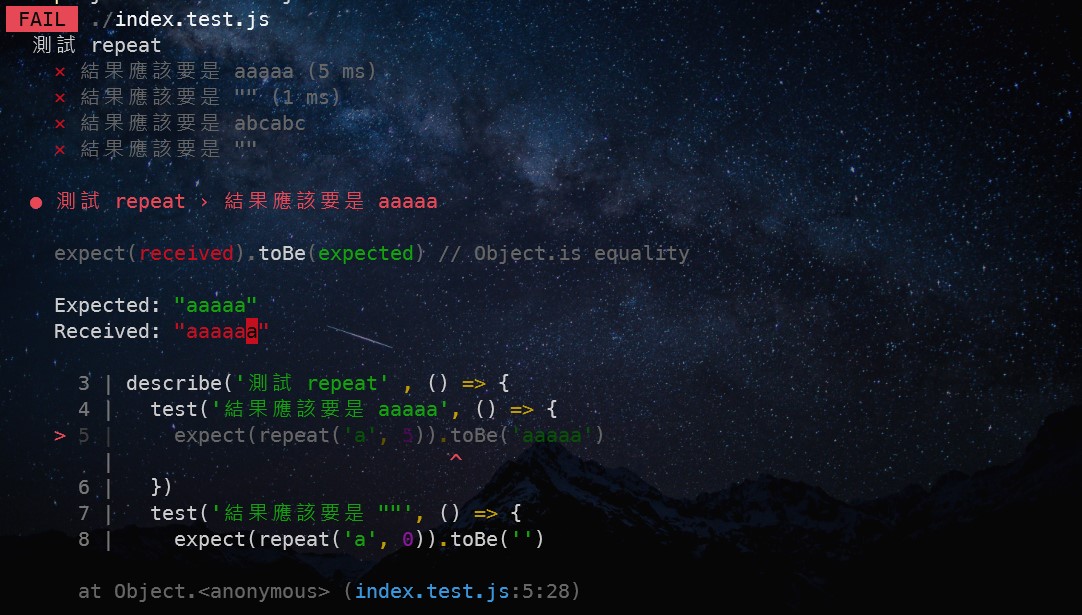 FAIL ./index.test.js
測試 repeat
× 結果應該要是 aaaaa (5 ms)
× 結果應該要是 "" (1 ms)
× 結果應該要是 abcabc
× 結果應該要是 ""
● 測試 repeat › 結果應該要是 aaaaa
expect(received).toBe(expected) // Object.is equality
Expected: "aaaaa"
Received: "aaaaaa"
3 | describe('測試 repeat' , () => {
4 |   test('結果應該要是 aaaaa', () => {
> 5 |     expect(repeat('a', 5)).toBe('aaaaa')
|                            ^
6 |   })
7 |   test('結果應該要是 ""', () => {
8 |     expect(repeat('a', 0)).toBe('')
at Object.<anonymous> (index.test.js:5:28)